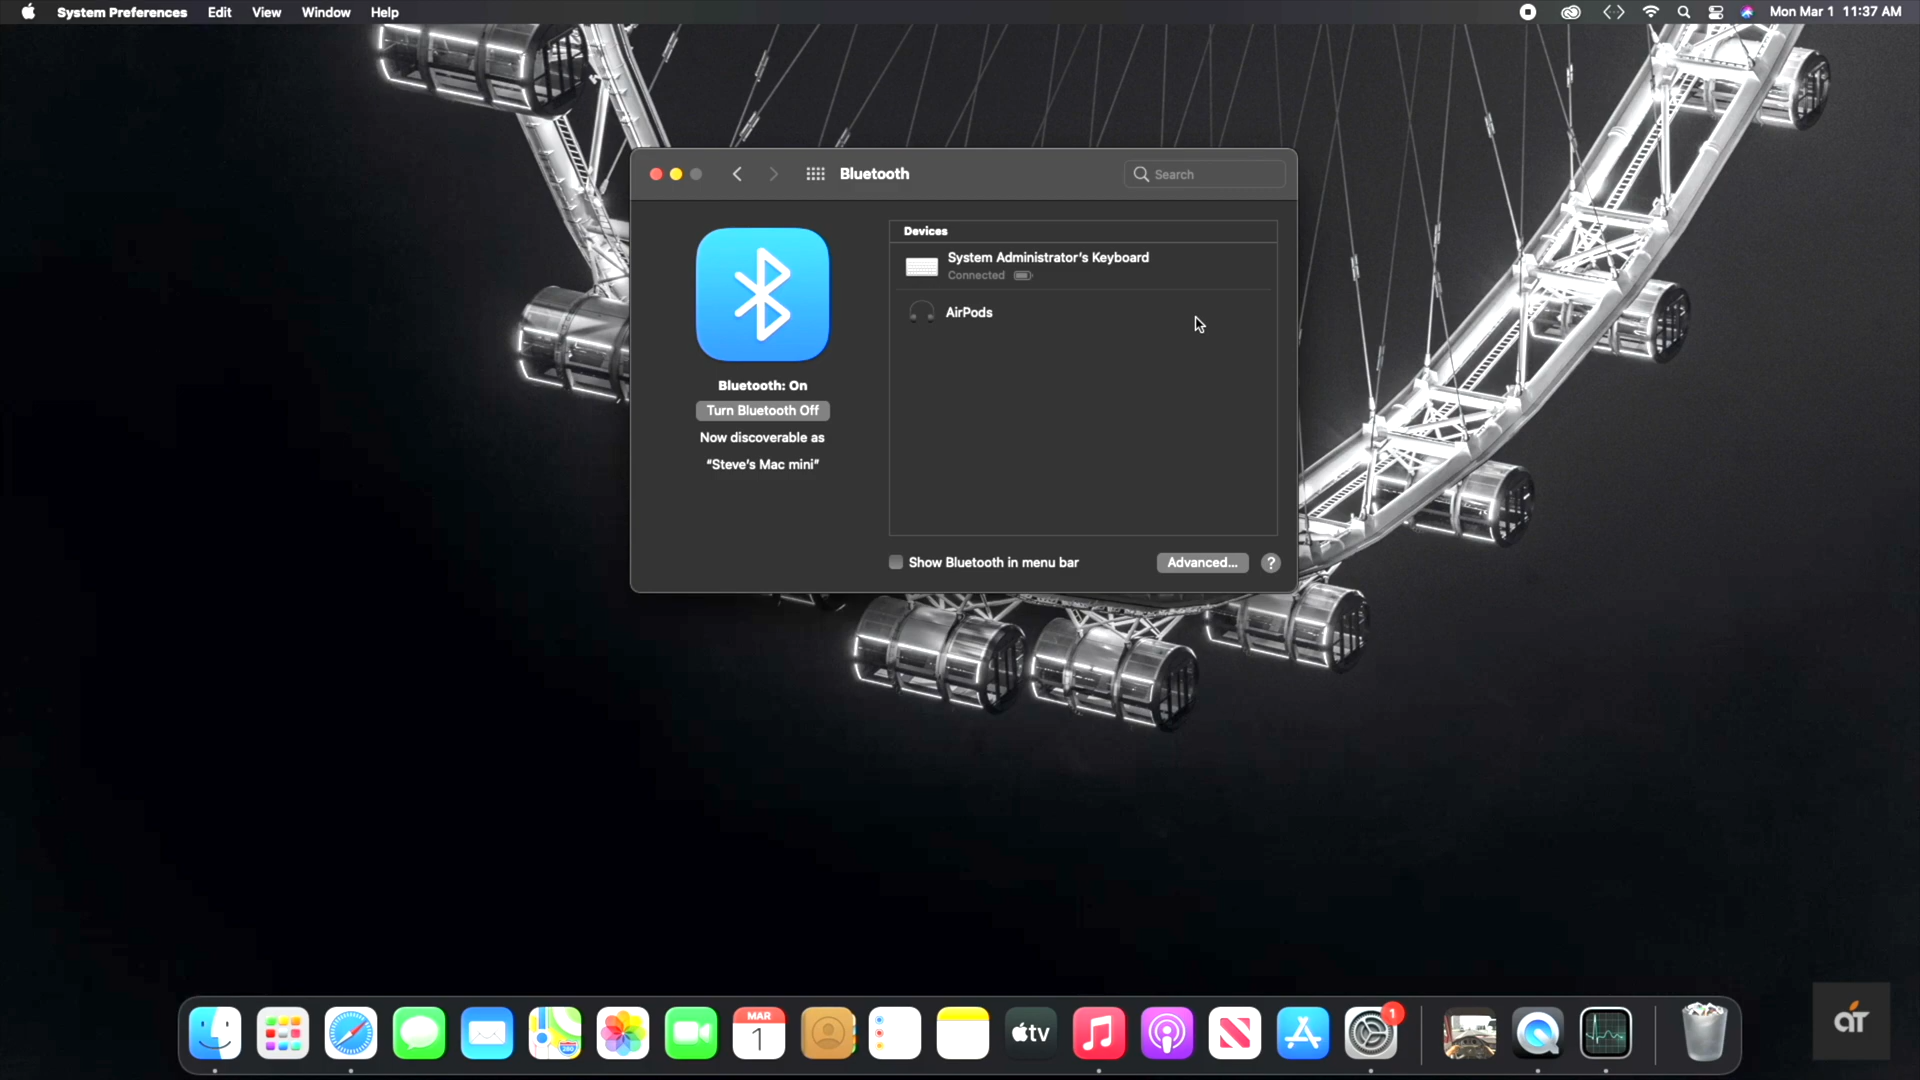 System Preferences Edit View Window Help
Mon Mar 1 11:37 AM
Bluetooth
Search
Devices
System Administrator's Keyboard
Connected
AirPods
Bluetooth: On
Turn Bluetooth Off
Now discoverable as
“Steve's Mac mini”
Show Bluetooth in menu bar
Advanced... ?
MAR
1
tv
1
280
aT